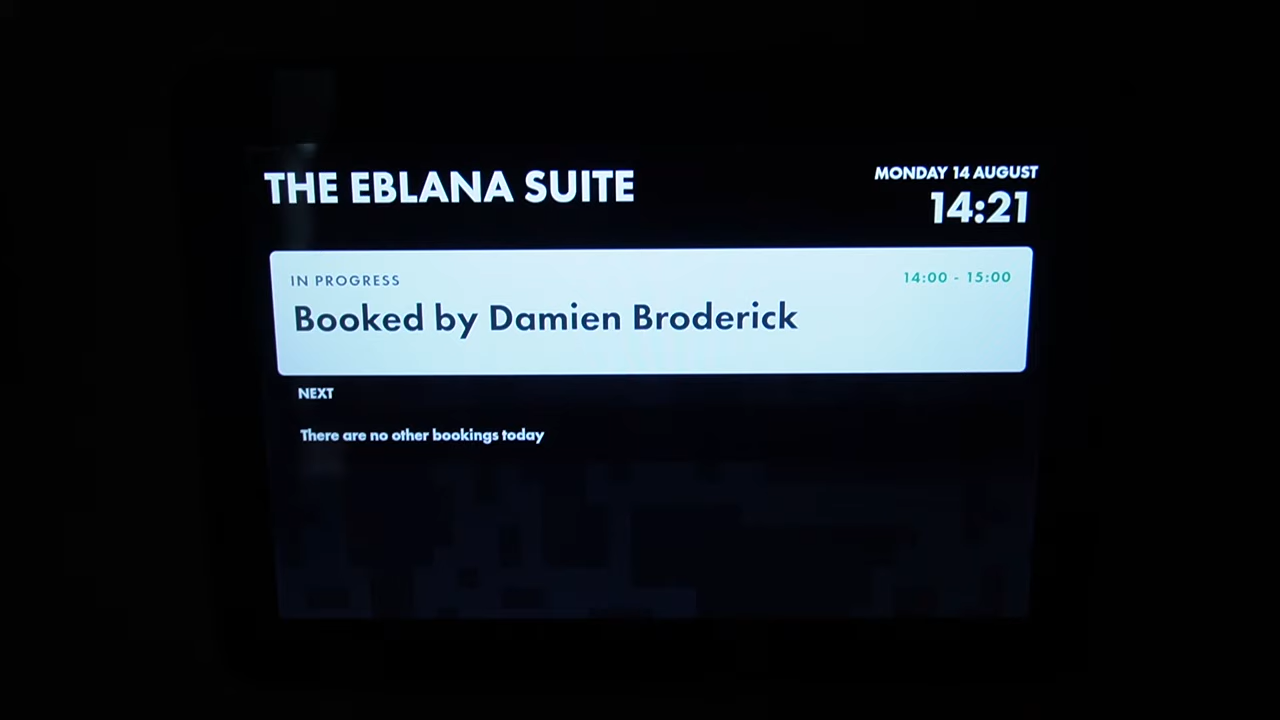 THE EBLANA SUITE
MONDAY 14 AUGUST
14:21
IN PROGRESS
14:00 - 15:00
Booked by Damien Broderick
NEXT
There are no other bookings today